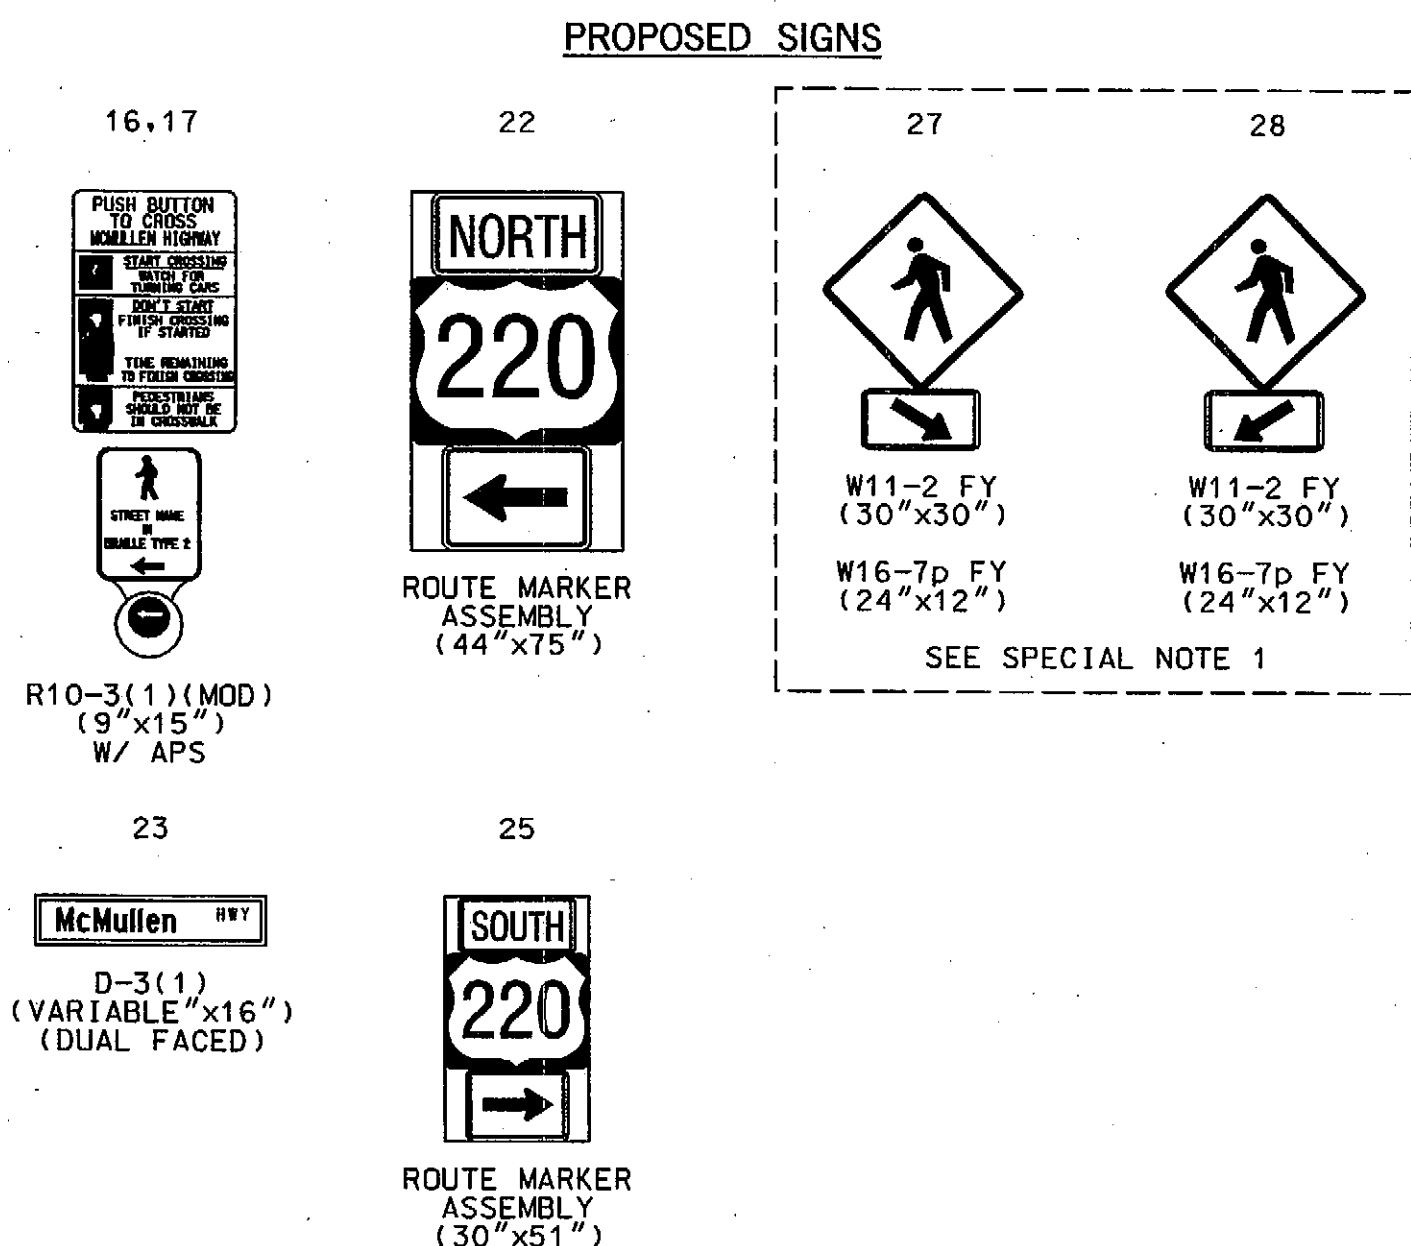 PROPOSED SIGNS
16,17
PUSH BUTTON
TO CROSS
MCMULLEN HIGHWAY
START CROSSING
WATCH FOR
TURNING CARS
DON'T START
FINISH CROSSING
IF STARTED
TIME REMAINING
TO FINISH CROSSING
PEDESTRIANS
SHOULD NOT BE
IN CROSSWALK
STREET NAME
IN
BRAILLE TYPE 2
R10-3(1)(MOD)
(9"x15")
W/ APS
22
NORTH
220
ROUTE MARKER
ASSEMBLY
(44"x75")
27
W11-2 FY
(30"x30")
W16-7p FY
(24"x12")
28
W11-2 FY
(30"x30")
W16-7p FY
(24"x12")
SEE SPECIAL NOTE 1
23
McMullen HWY
D-3(1)
(VARIABLE"x16")
(DUAL FACED)
25
SOUTH
220
ROUTE MARKER
ASSEMBLY
(30"x51")